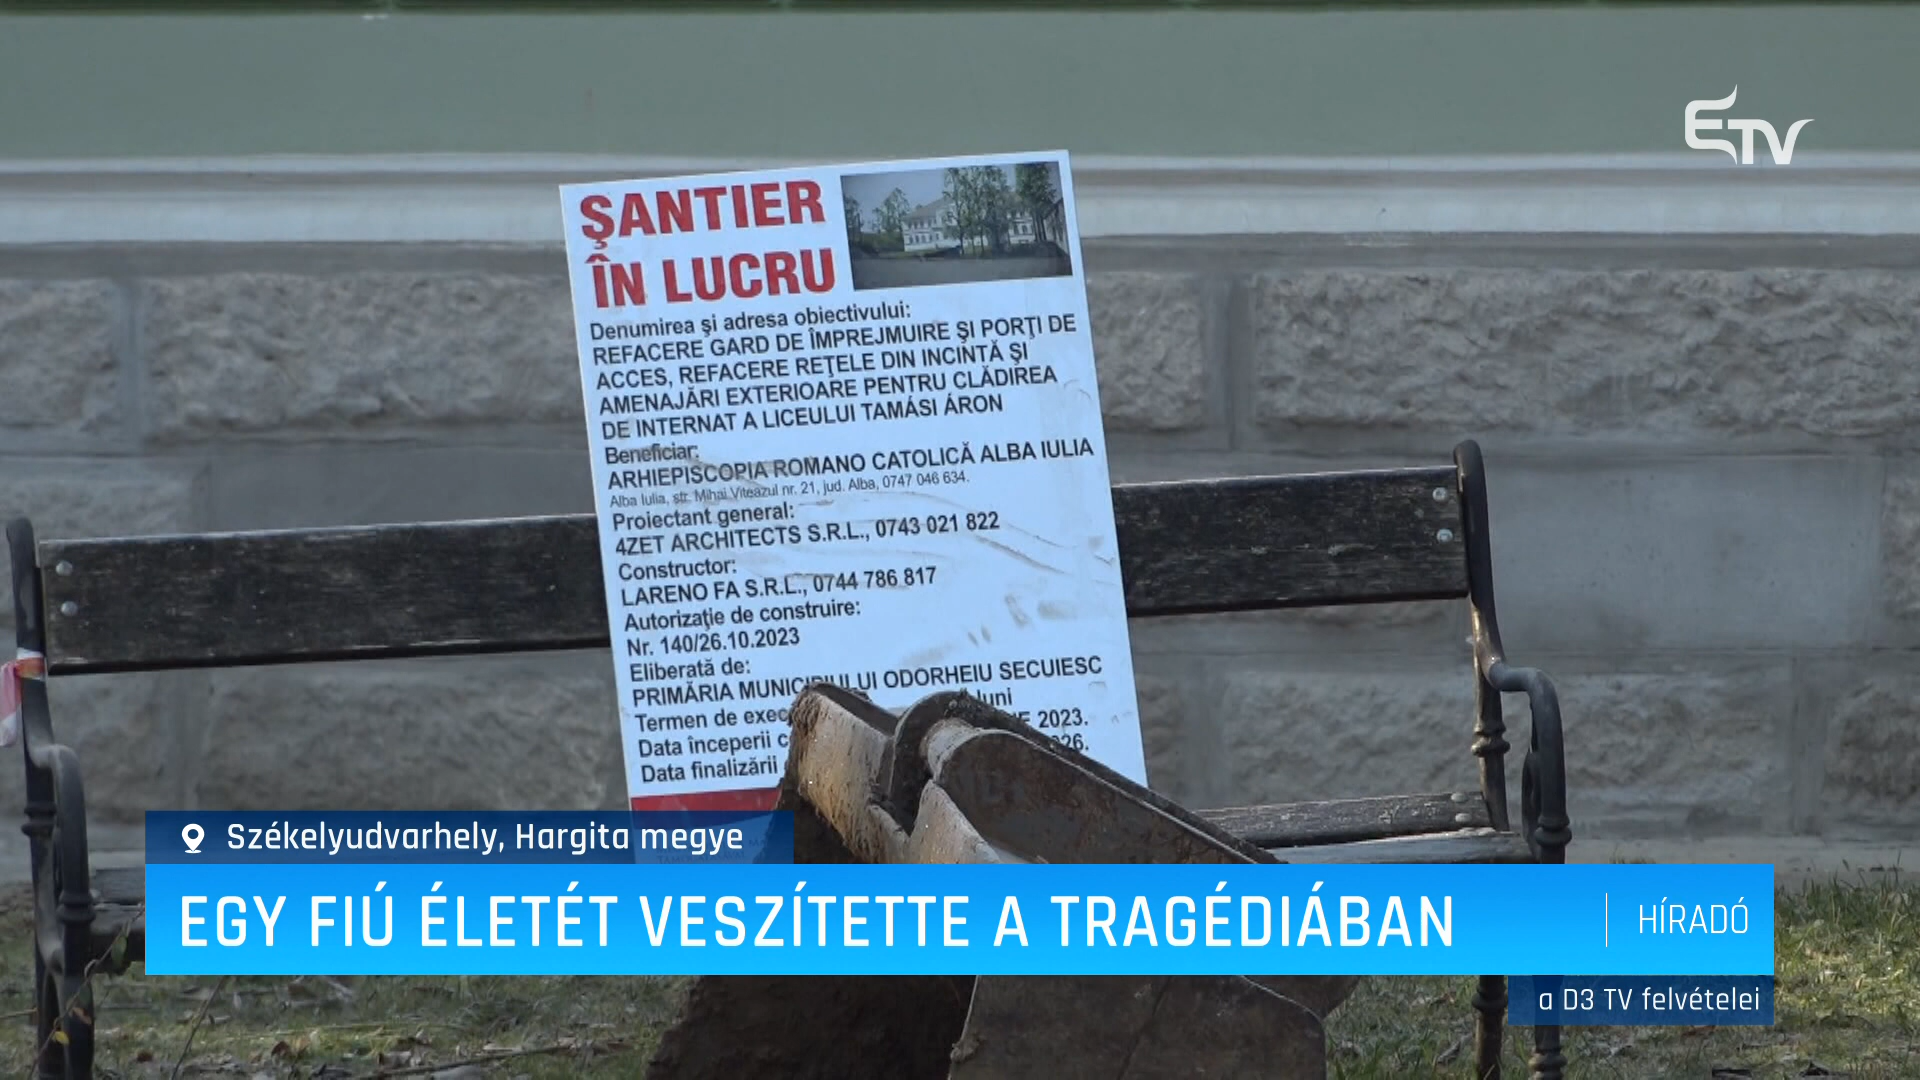 ETV
ŞANTIER
ÎN LUCRU
Denumirea şi adresa obiectivului:
REFACERE GARD DE ÎMPREJMUIRE ŞI PORŢI DE
ACCES, REFACERE REŢELE DIN INCINTĂ ŞI
AMENAJĂRI EXTERIOARE PENTRU CLĂDIREA
DE INTERNAT A LICEULUI TAMÁSI ÁRON
Beneficiar:
ARHIEPISCOPIA ROMANO CATOLICĂ ALBA IULIA
Alba Iulia, str. Mihai Viteazul nr. 21, jud. Alba, 0747 046 634.
Proiectant general:
4ZET ARCHITECTS S.R.L., 0743 021 822
Constructor:
LARENO FA S.R.L., 0744 786 817
Autorizaţie de construire:
Nr. 140/26.10.2023
Eliberată de:
PRIMĂRIA MUNICIPIULUI ODORHEIU SECUIESC
Termen de luni
Data începerii 2023.
Data finalizării
Székelyudvarhely, Hargita megye
EGY FIÚ ÉLETÉT VESZÍTETTE A TRAGÉDIÁBAN
HÍRADÓ
a D3 TV felvételei